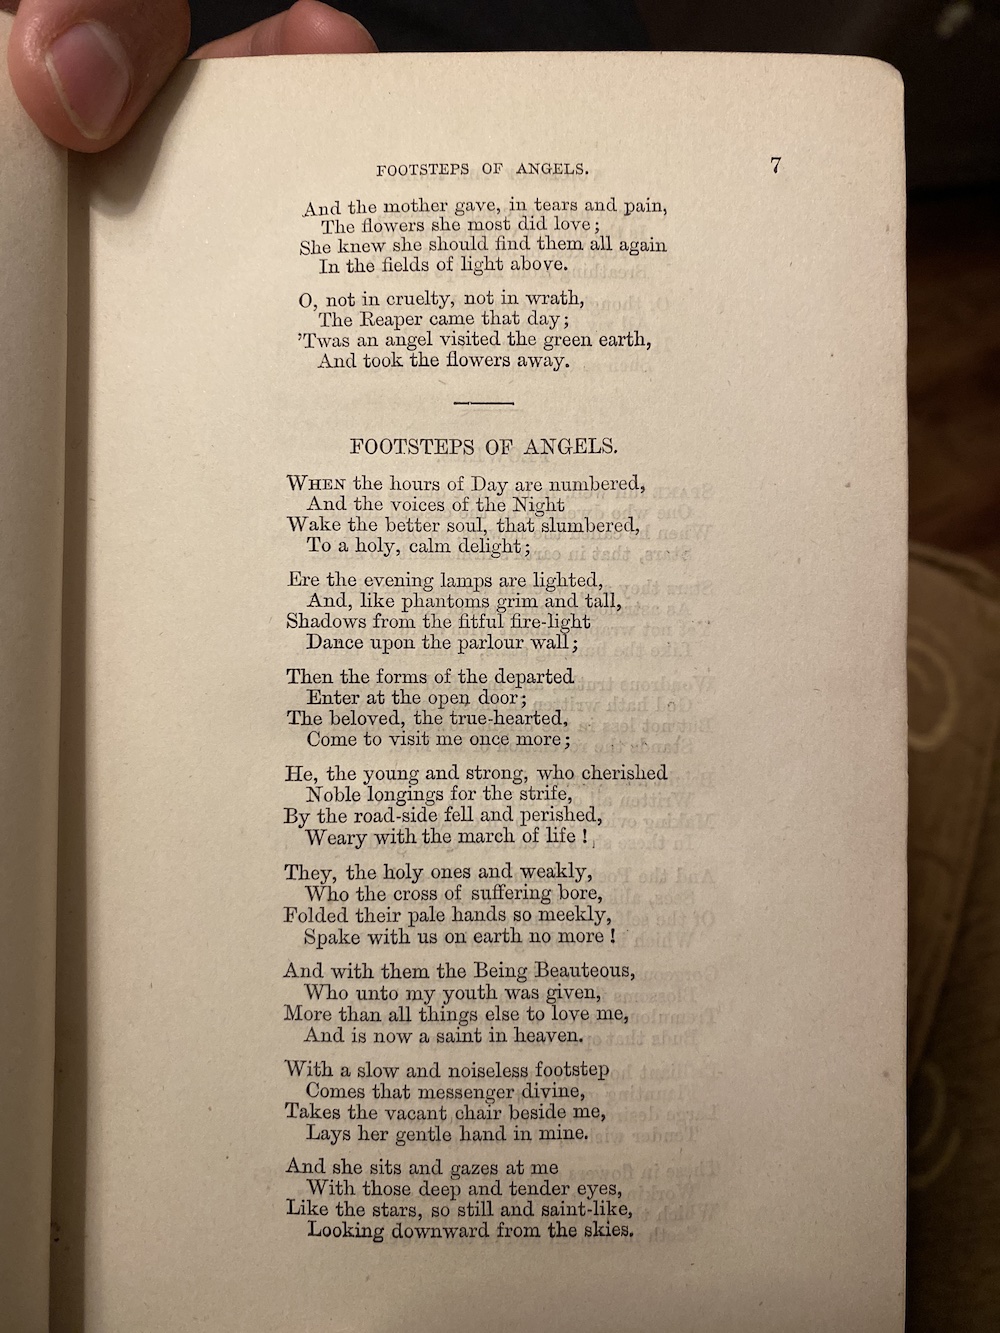 FOOTSTEPS OF ANGELS. 7
And the mother gave, in tears and pain,
The flowers she most did love;
She knew she should find them all again
In the fields of light above.
O, not in cruelty, not in wrath,
The Reaper came that day;
'Twas an angel visited the green earth,
And took the flowers away.
FOOTSTEPS OF ANGELS.
WHEN the hours of Day are numbered,
And the voices of the Night
Wake the better soul, that slumbered,
To a holy, calm delight;
Ere the evening lamps are lighted,
And, like phantoms grim and tall,
Shadows from the fitful fire-light
Dance upon the parlour wall;
Then the forms of the departed
Enter at the open door;
The beloved, the true-hearted,
Come to visit me once more;
He, the young and strong, who cherished
Noble longings for the strife,
By the road-side fell and perished,
Weary with the march of life !
They, the holy ones and weakly,
Who the cross of suffering bore,
Folded their pale hands so meekly,
Spake with us on earth no more !
And with them the Being Beauteous,
Who unto my youth was given,
More than all things else to love me,
And is now a saint in heaven.
With a slow and noiseless footstep
Comes that messenger divine,
Takes the vacant chair beside me,
Lays her gentle hand in mine.
And she sits and gazes at me
With those deep and tender eyes,
Like the stars, so still and saint-like,
Looking downward from the skies.